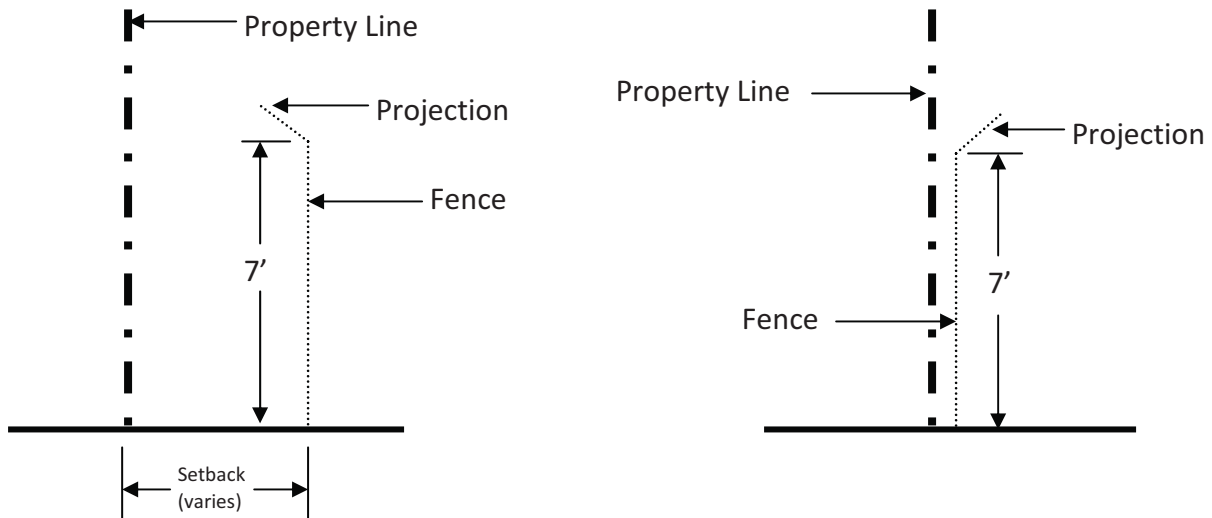 Property Line
Projection
Fence
7’
Setback
(varies)
Property Line
Projection
7’
Fence